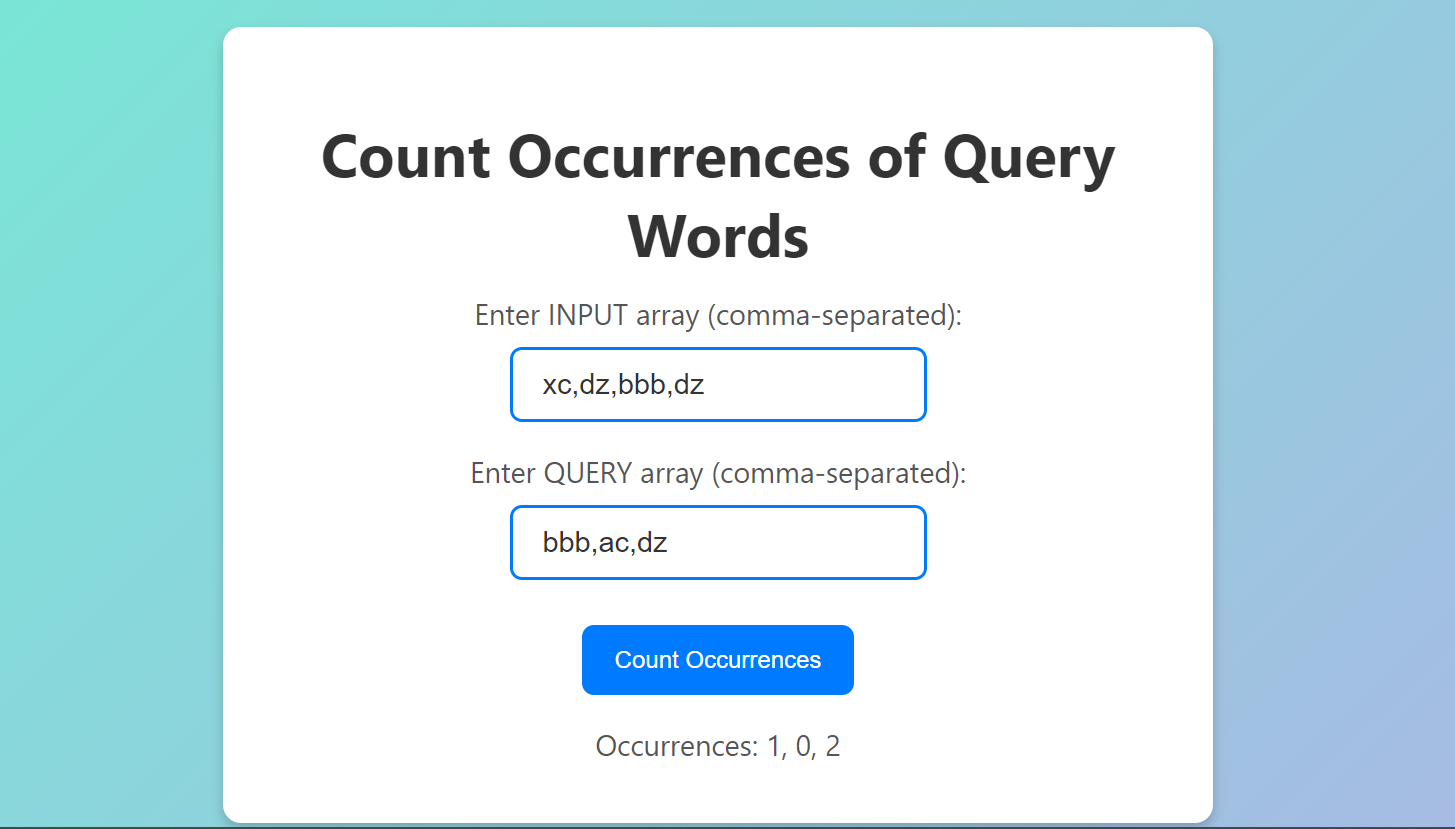 Count Occurrences of Query
Words
Enter INPUT array (comma-separated):
xc,dz,bbb,dz
Enter QUERY array (comma-separated):
bbb,ac,dz
Count Occurrences
Occurrences: 1, 0, 2